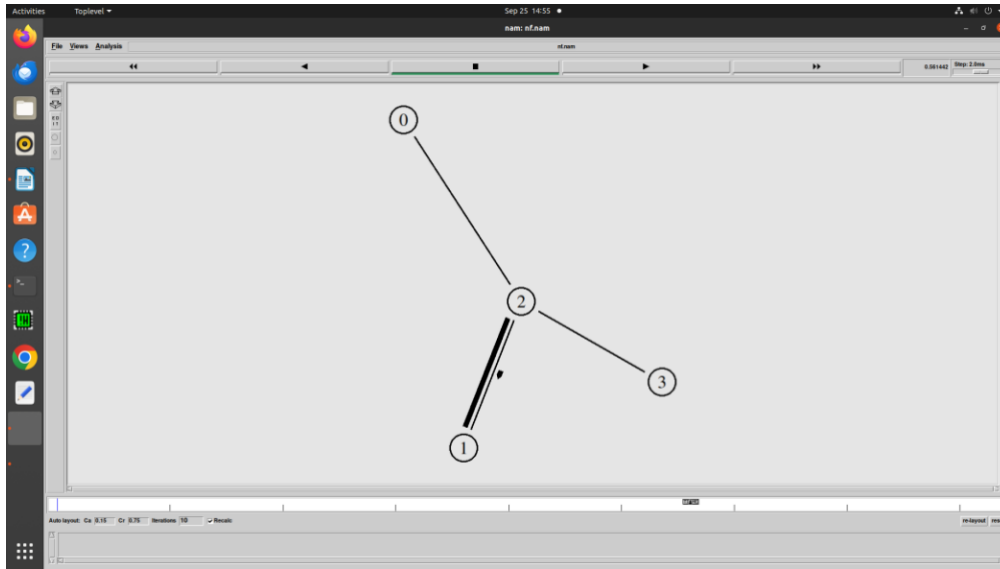 Activities Toplevel Sep 25 14:55
nam: nf.nam
File Views Analysis nf.nam
0.061442 Step: 2.0ms
0
2
3
1
Auto layout: Ca 0.15 Cr 0.75 Iterations 10 Recalc re-layout